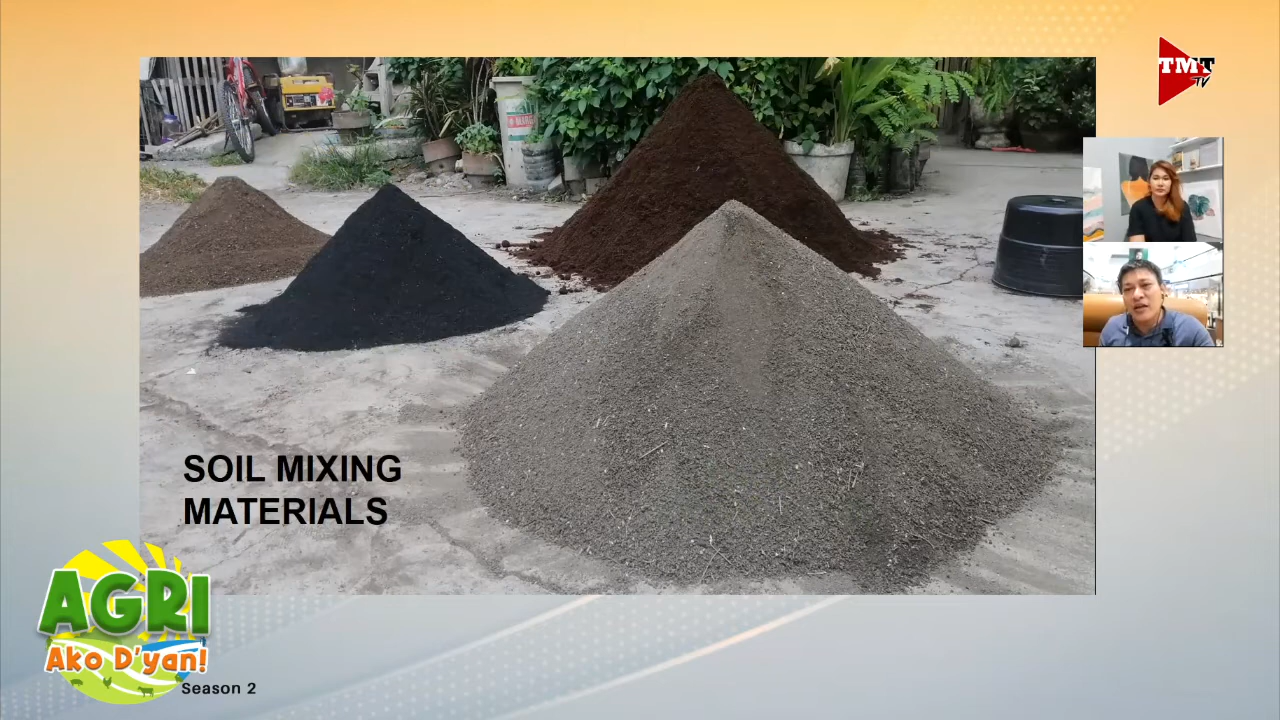 TMT
TV
SOIL MIXING
MATERIALS
AGRI
Ako D'yan!
Season 2